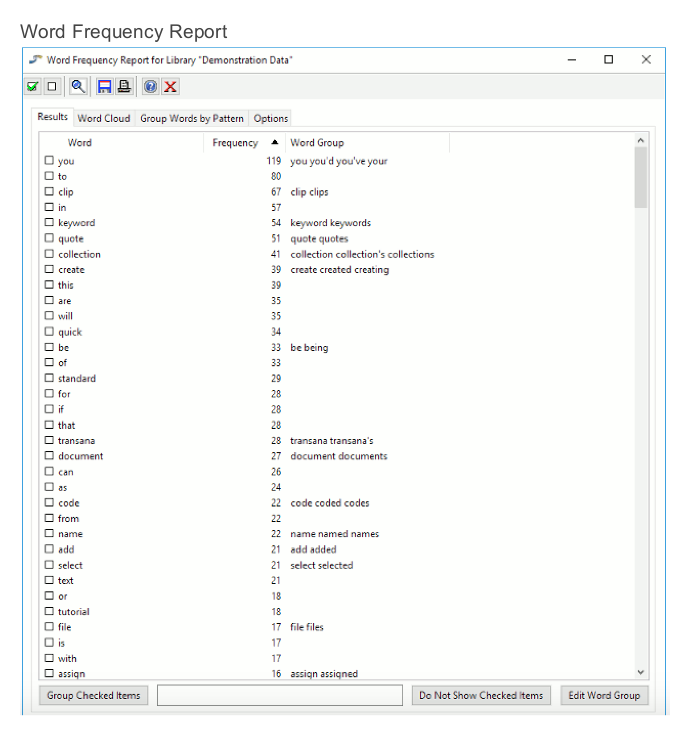 Word Frequency Report
Word Frequency Report for Library "Demonstration Data"
Results Word Cloud Group Words by Pattern Options
Word Frequency Word Group
you 119 you you'd you've your
to 80
clip 67 clip clips
in 57
keyword 54 keyword keywords
quote 51 quote quotes
collection 41 collection collection's collections
create 39 create created creating
this 39
are 35
will 35
quick 34
be 33 be being
of 33
standard 29
for 28
if 28
that 28
transana 28 transana transana's
document 27 document documents
can 26
as 24
code 22 code coded codes
from 22
name 22 name named names
add 21 add added
select 21 select selected
text 21
or 18
tutorial 18
file 17 file files
is 17
with 17
assign 16 assign assigned
Group Checked Items Do Not Show Checked Items Edit Word Group